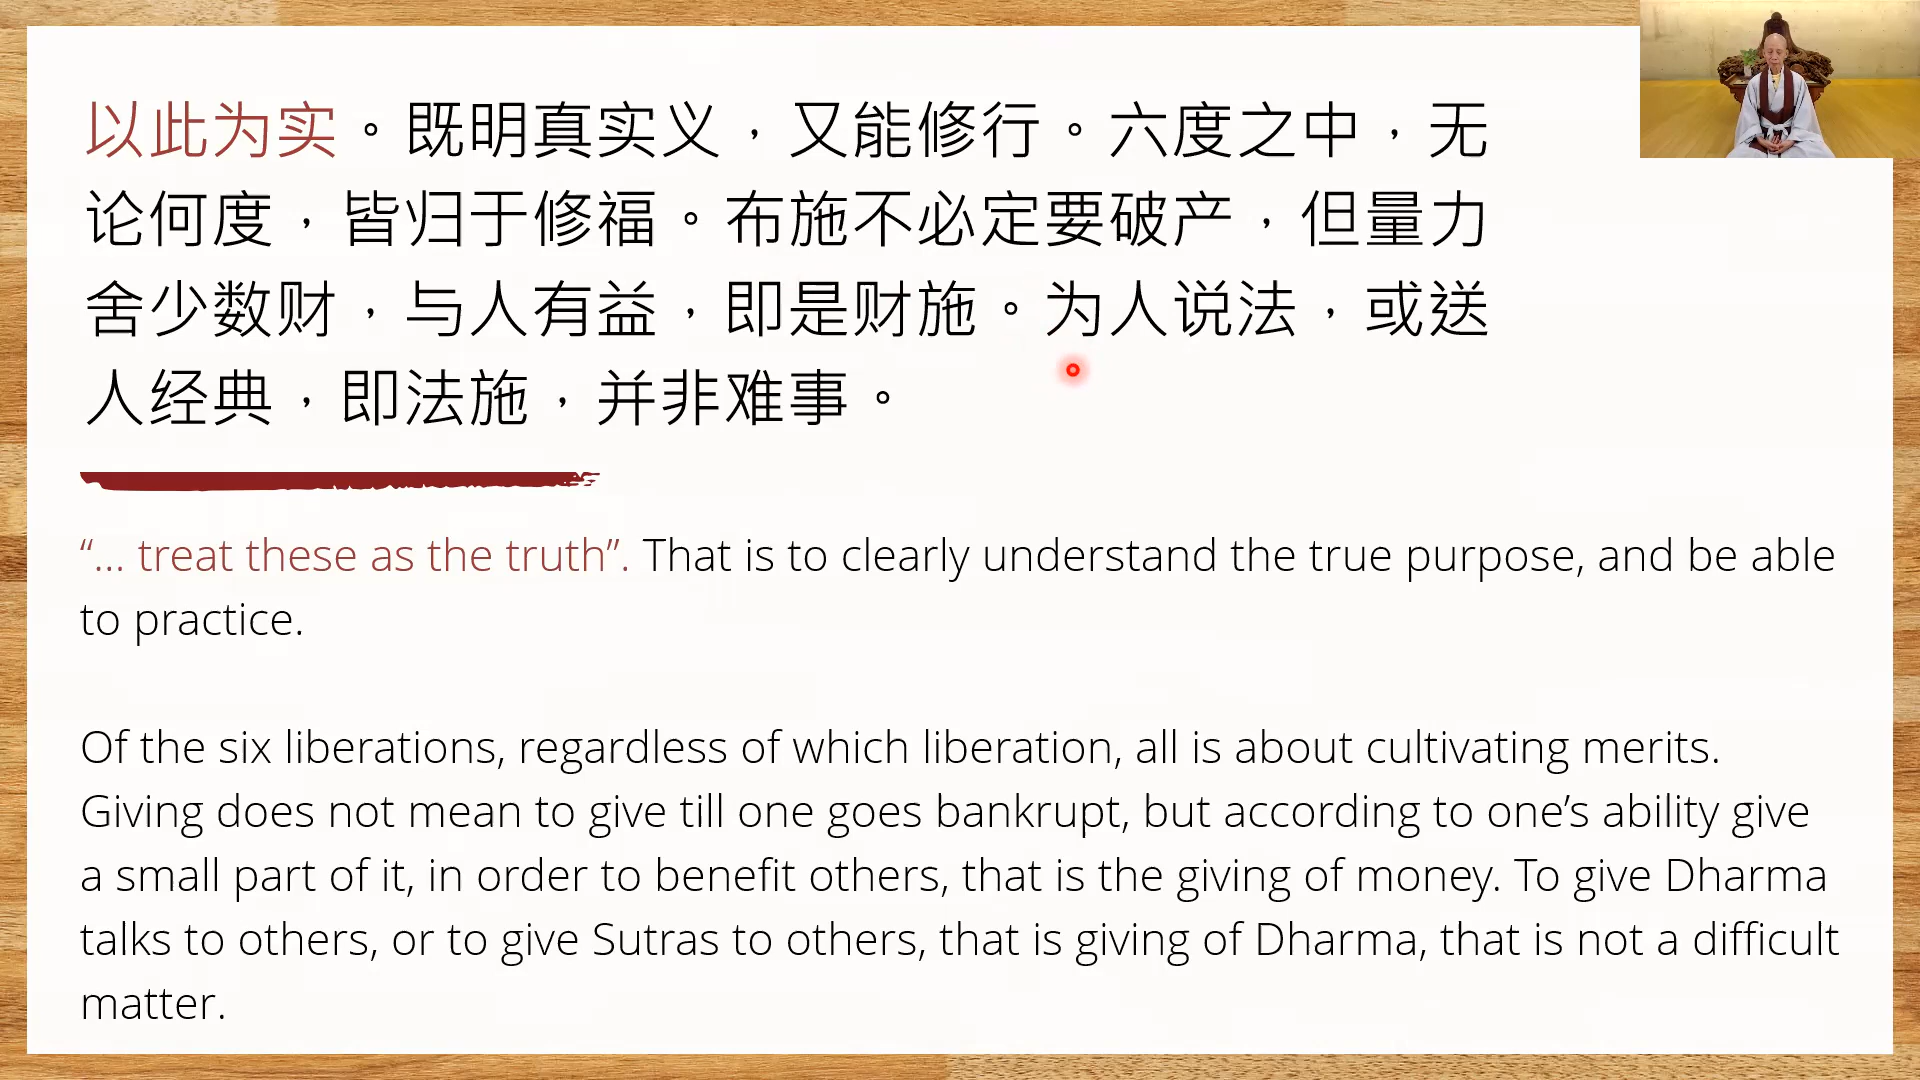 以此为实。既明真实义，又能修行。六度之中，无
论何度，皆归于修福。布施不必定要破产，但量力
舍少数财，与人有益，即是财施。为人说法，或送
人经典，即法施，并非难事。
“... treat these as the truth”. That is to clearly understand the true purpose, and be able
to practice.
Of the six liberations, regardless of which liberation, all is about cultivating merits.
Giving does not mean to give till one goes bankrupt, but according to one’s ability give
a small part of it, in order to benefit others, that is the giving of money. To give Dharma
talks to others, or to give Sutras to others, that is giving of Dharma, that is not a difficult
matter.